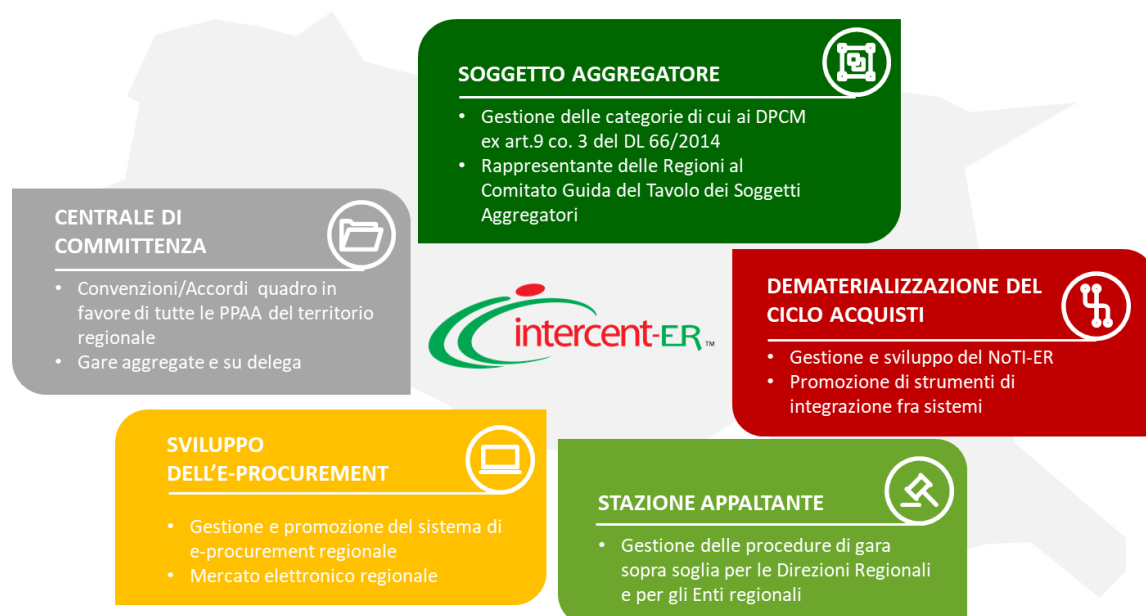 SOGGETTO AGGREGATORE
• Gestione delle categorie di cui ai DPCM
ex art.9 co. 3 del DL 66/2014
• Rappresentante delle Regioni al
Comitato Guida del Tavolo dei Soggetti
Aggregatori
CENTRALE DI
COMMITTENZA
• Convenzioni/Accordi quadro in
favore di tutte le PPAA del territorio
regionale
• Gare aggregate e su delega
intercent-ER™
DEMATERIALIZZAZIONE DEL
CICLO ACQUISTI
• Gestione e sviluppo del NoTI-ER
• Promozione di strumenti di
integrazione fra sistemi
SVILUPPO
DELL’E-PROCUREMENT
• Gestione e promozione del sistema di
e-procurement regionale
• Mercato elettronico regionale
STAZIONE APPALTANTE
• Gestione delle procedure di gara
sopra soglia per le Direzioni Regionali
e per gli Enti regionali